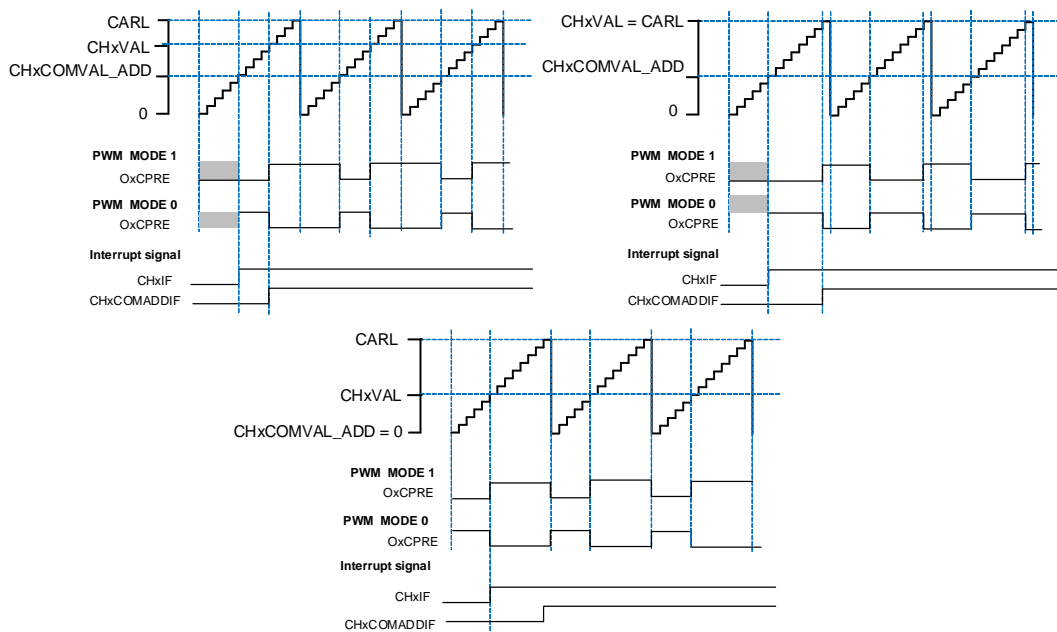 CARL
CHxVAL
CHxCOMVAL_ADD
0
PWM MODE 1
OxCPRE
PWM MODE 0
OxCPRE
Interrupt signal
CHxIF
CHxCOMADDIF
CHxVAL = CARL
CHxCOMVAL_ADD
0
PWM MODE 1
OxCPRE
PWM MODE 0
OxCPRE
Interrupt signal
CHxIF
CHxCOMADDIF
CARL
CHxVAL
CHxCOMVAL_ADD = 0
PWM MODE 1
OxCPRE
PWM MODE 0
OxCPRE
Interrupt signal
CHxIF
CHxCOMADDIF